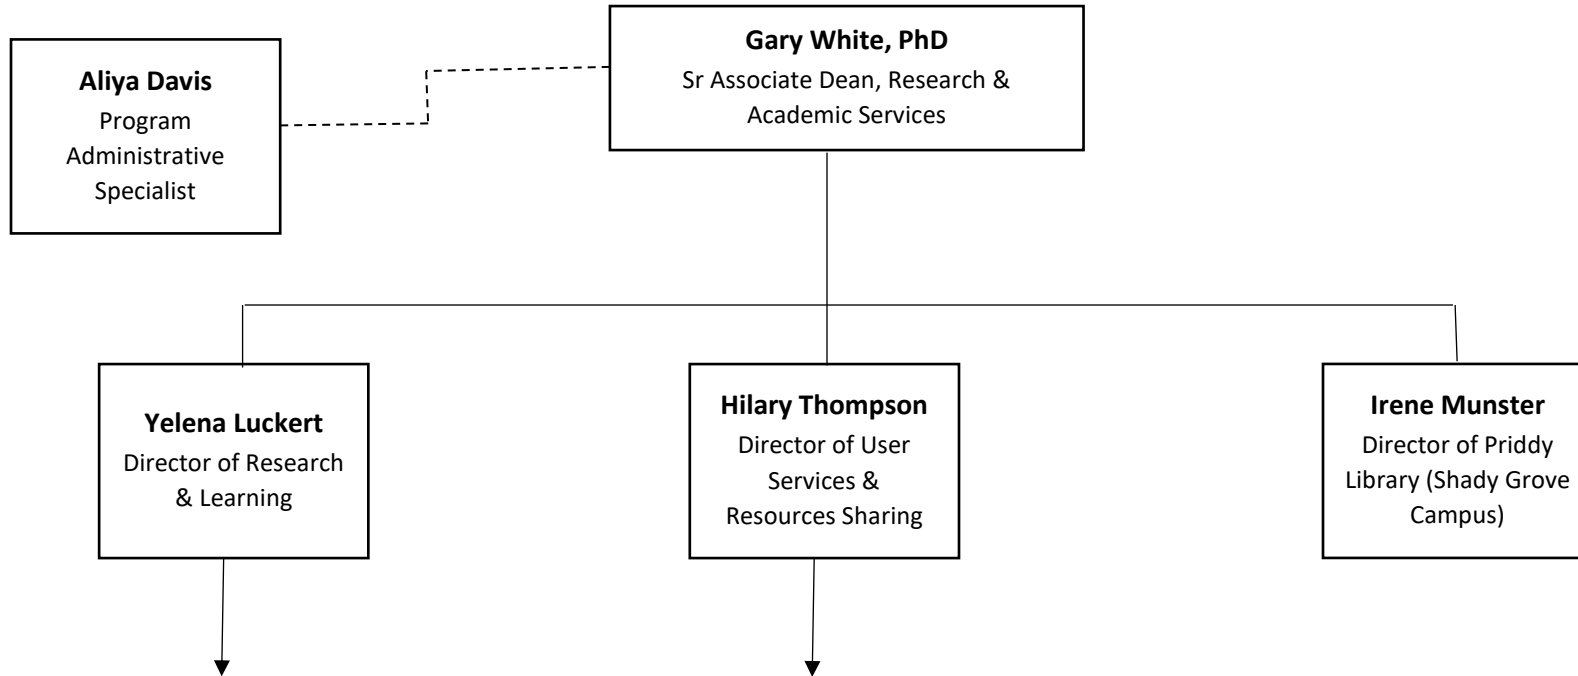 Gary White, PhD
Sr Associate Dean, Research &
Academic Services
Aliya Davis
Program
Administrative
Specialist
Yelena Luckert
Director of Research
& Learning
Hilary Thompson
Director of User
Services &
Resources Sharing
Irene Munster
Director of Priddy
Library (Shady Grove
Campus)